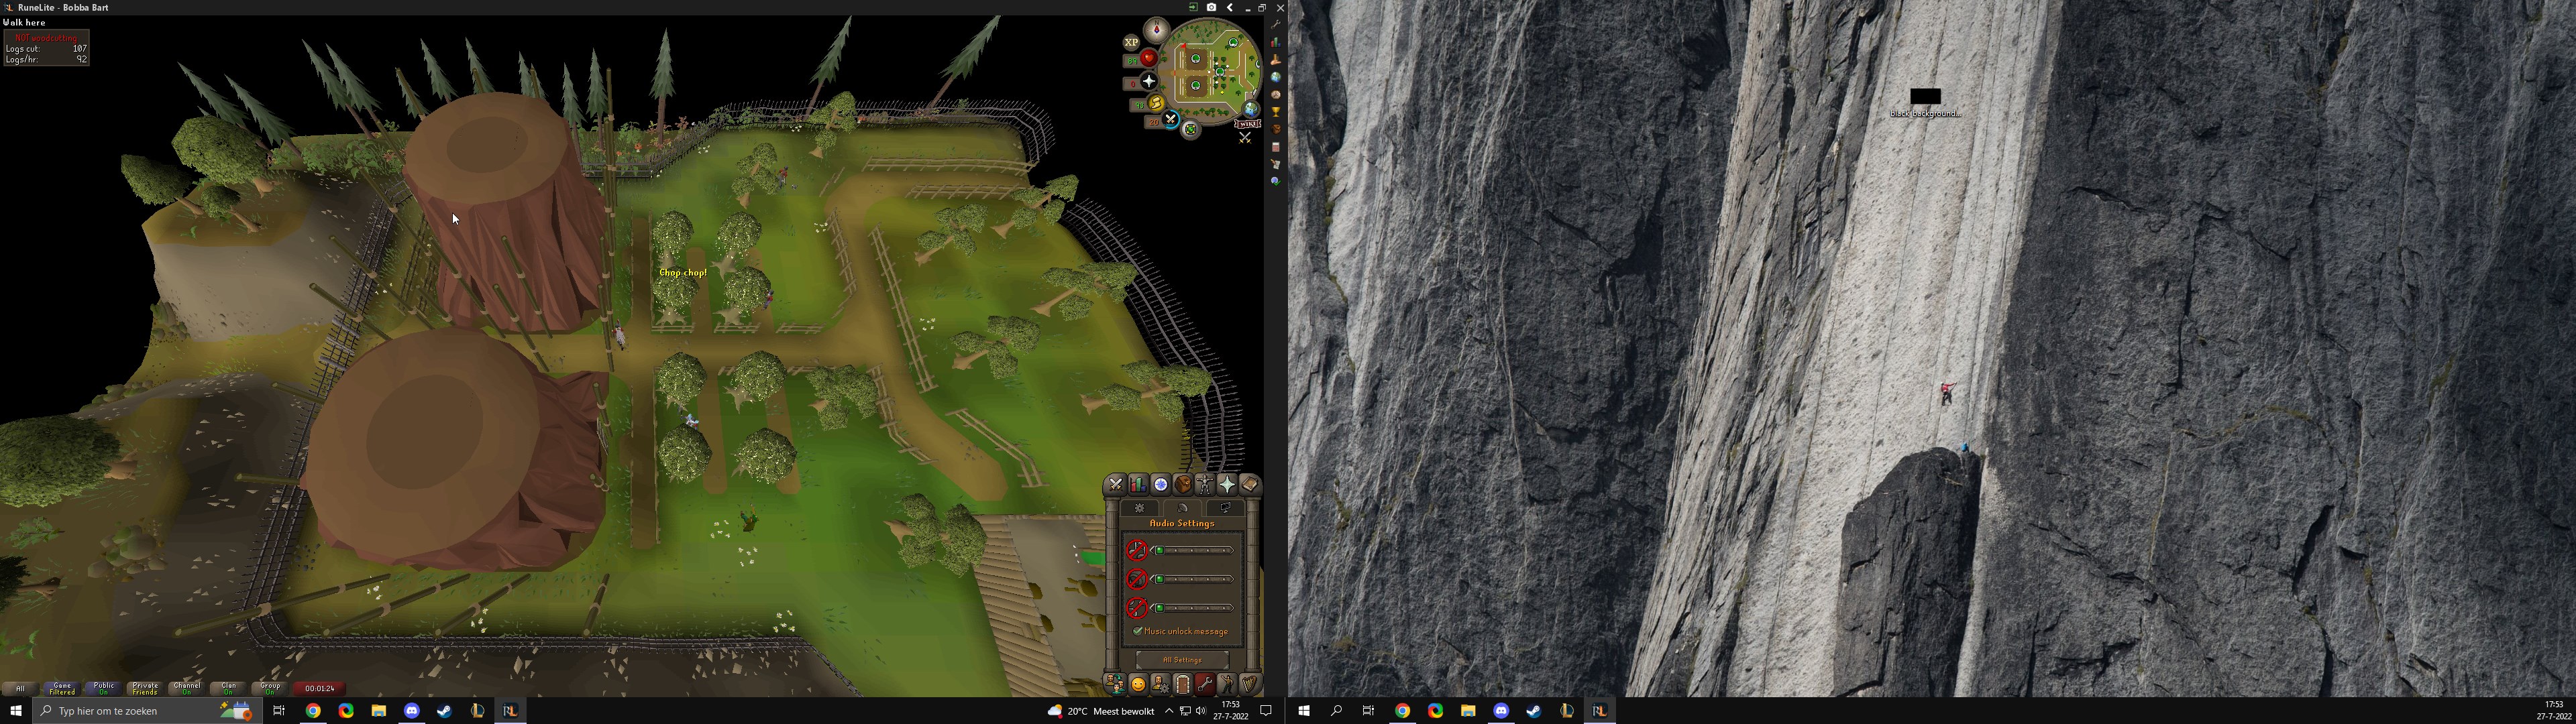 RuneLite - Bobba Bart
Walk here
NOT woodcutting
Logs cut: 107
Logs/hr: 92
XP
WIKI
Chop chop!
Audio Settings
Music unlock message
All Settings
All
Game
Filtered
Public
On
Private
Friends
Channel
On
Clan
On
Group
On
00:01:24
Typ hier om te zoeken
20°C Meest bewolkt
17:53
27-7-2022
black background...
17:53
27-7-2022